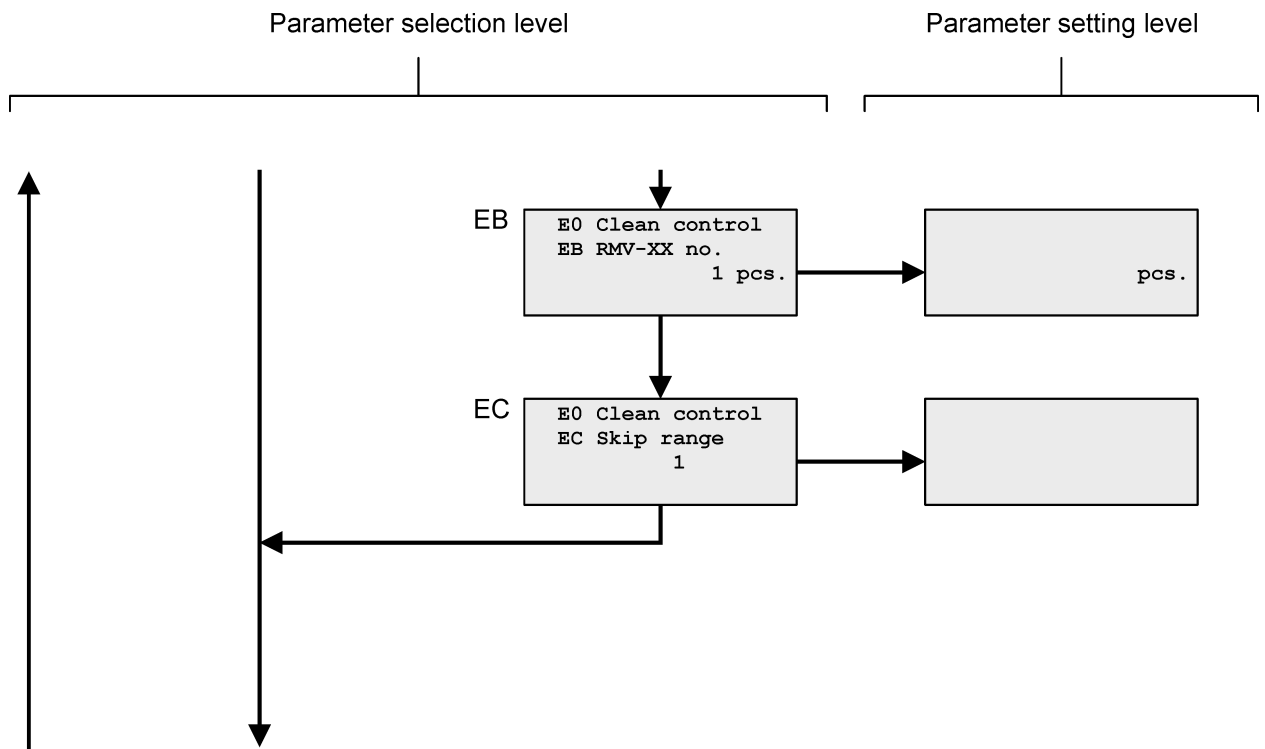 Parameter selection level
Parameter setting level
EB
E0 Clean control
EB RMV-XX no.
1 pcs.
pcs.
EC
E0 Clean control
EC Skip range
1